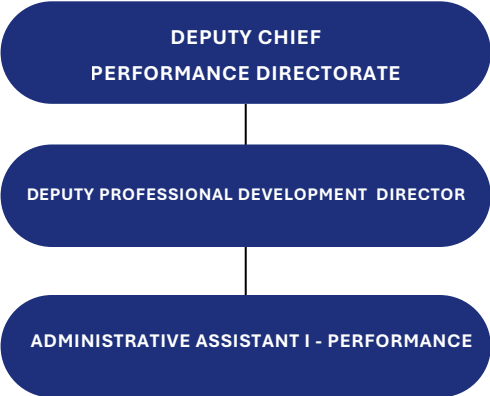 DEPUTY CHIEF
PERFORMANCE DIRECTORATE
DEPUTY PROFESSIONAL DEVELOPMENT DIRECTOR
ADMINISTRATIVE ASSISTANT I - PERFORMANCE